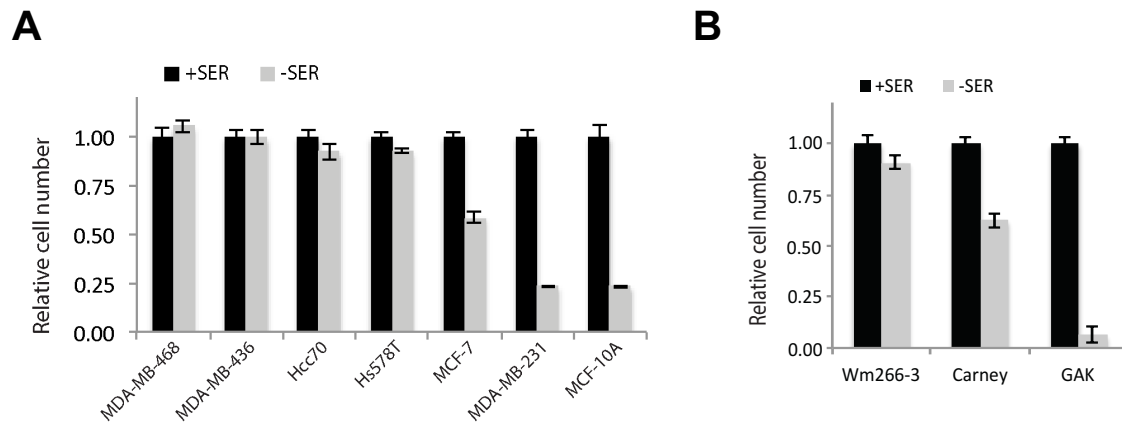 A
+SER -SER
Relative cell number
1.00
0.75
0.50
0.25
0.00
MDA-MB-468
MDA-MB-436
Hcc70
Hs578T
MCF-7
MDA-MB-231
MCF-10A
B
+SER -SER
Relative cell number
1.00
0.75
0.50
0.25
0.00
Wm266-3 Carney GAK